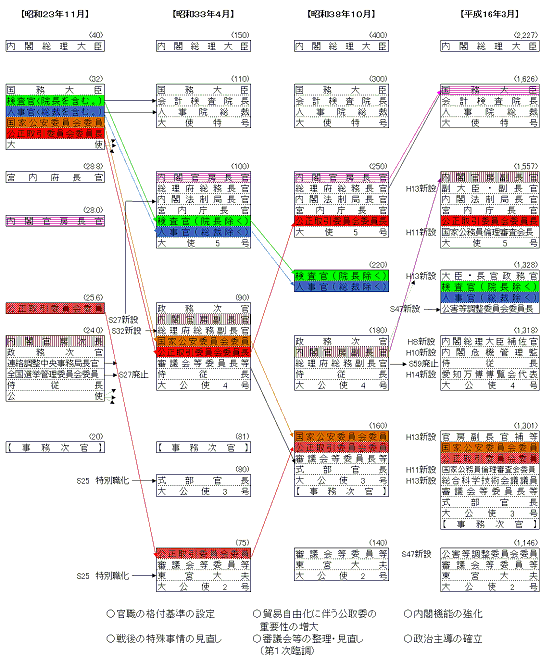 【昭和23年11月】
(40)
内閣総理大臣
(32)
国務大臣
検査官(院長を含む。)
人事官(総裁を含む。)
国家公安委員会委員
大使
(28.8)
宮内府長官
(28.0)
内閣官房長官
(25.6)
(24.0)
内閣官房次長
政務次官
連絡調整中央事務局長官
全国選挙管理委員会委員
侍従長
公使
(20)
【事務次官】
S25 特別職化
S25 特別職化
S27新設
S32新設
S27廃止
【昭和33年4月】
(150)
内閣総理大臣
(110)
国務大臣
会計検査院長
人事院総裁
大使特号
(100)
内閣官房長官
総理府総務長官
内閣法制局長官
宮内庁長官
検査官(院長除く)
人事官(総裁除く)
大使5号
(90)
政務次官
内閣官房副長官
総理府総務副長官
国家公安委員会委員
公正取引委員会委員長
審議会等委員長等
侍従長
大公使4号
(81)
【事務次官】
(80)
式部官長
大公使3号
(75)
公正取引委員会委員
審議会等委員
東宮大夫
大公使2号
【昭和38年10月】
(400)
内閣総理大臣
(300)
国務大臣
会計検査院長
人事院総裁
大使特号
(250)
内閣官房長官
総理府総務長官
内閣法制局長官
宮内庁長官
公正取引委員会委員長
大使5号
(220)
検査官(院長除く)
人事官(総裁除く)
(180)
政務次官
内閣官房副長官
総理府総務副長官
侍従長
大公使4号
(160)
国家公安委員会委員
公正取引委員会委員
審議会等委員長等
式部官長
大公使3号
【事務次官】
(140)
審議会等委員
東宮大夫
大公使2号
【平成16年3月】
(2,227)
内閣総理大臣
(1,626)
国務大臣
会計検査院長
人事院総裁
大使特号
(1,557)
内閣官房副長官
H13新設 副大臣・副長官
内閣法制局長官
宮内庁長官
公正取引委員会委員長
H11新設 国家公務員倫理審査会長
大使5号
(1,328)
H13新設 大臣・長官政務官
検査官(院長除く)
人事官(総裁除く)
S47新設 公害等調整委員会委員長
(1,318)
H8新設 内閣総理大臣補佐官
H10新設 内閣危機管理監
S59廃止 侍従長
H14新設 愛知万博博覧会代表
大公使4号
(1,301)
H13新設 官房副長官補等
国家公安委員会委員
公正取引委員会委員
H11新設 国家公務員倫理審査会委員
H13新設 総合科学技術会議議員
審議会等委員長等
式部官長
大公使3号
【事務次官】
(1,146)
S47新設 公害等調整委員会委員
審議会等委員
東宮大夫
大公使2号
○官職の格付基準の設定
○戦後の特殊事情の見直し
○貿易自由化に伴う公取委の
重要性の増大
○審議会等の整理・見直し
(第1次臨調)
○内閣機能の強化
○政治主導の確立